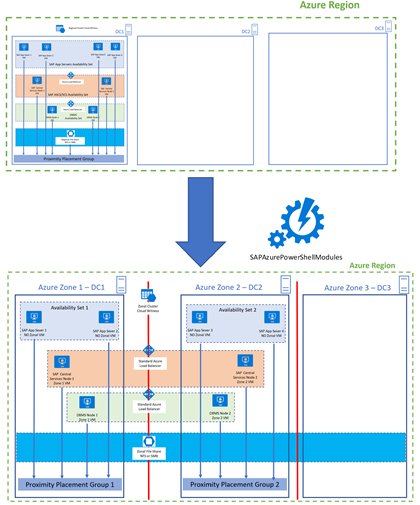 Azure Region
DC1
DC2
DC3
SAP App Servers Availability Set
SAP ASCS/SCS Availability Set
Availability Set
Proximity Placement Group
SAPAzurePowerShellModules
Azure Region
Azure Zone 1 – DC1
Azure Zone 2 – DC2
Azure Zone 3 – DC3
Zonal Cluster
Cloud Witness
Availability Set 1
Availability Set 2
SAP App Sever 1
NO Zonal VM
SAP App Sever 2
NO Zonal VM
SAP App Sever 3
NO Zonal VM
SAP App Sever 4
NO Zonal VM
Standard Azure
Load Balancer
SAP Central
Services Node 1
Zone 1 VM
SAP Central
Services Node 2
Zone 2 VM
Standard Azure
Load Balancer
DBMS Node 1
Zone 1 VM
DBMS Node 2
Zone 2 VM
Zonal File Share
NFS or SMB
Proximity Placement Group 1
Proximity Placement Group 2